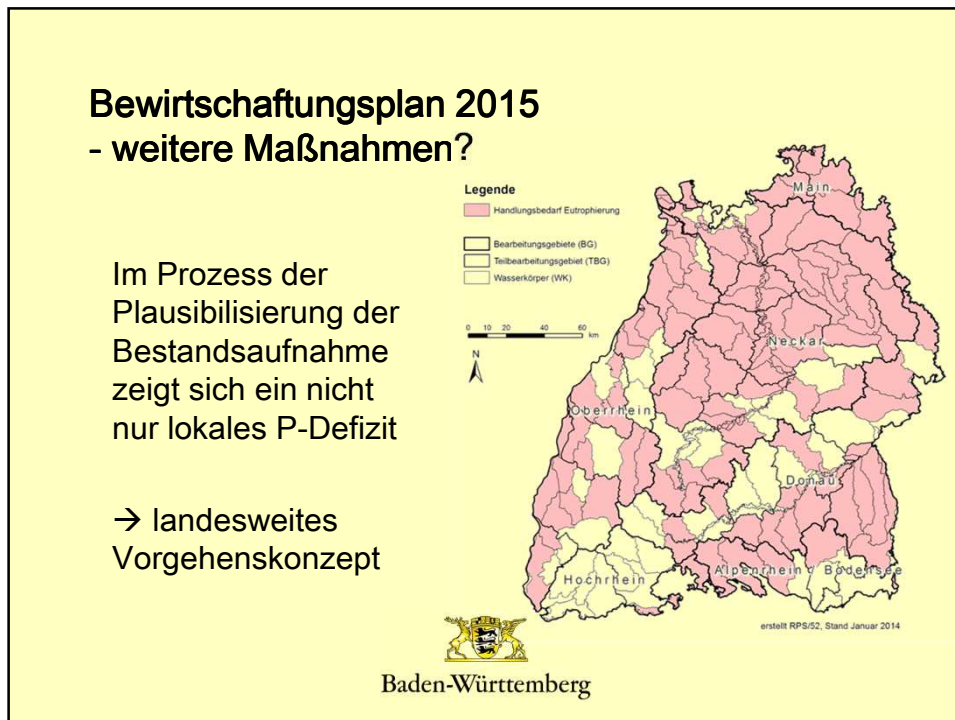 Bewirtschaftungsplan 2015
- weitere Maßnahmen?
Im Prozess der
Plausibilisierung der
Bestandsaufnahme
zeigt sich ein nicht
nur lokales P-Defizit
→ landesweites
Vorgehenskonzept
Legende
Handlungsbedarf Eutrophierung
Bearbeitungsgebiete (BG)
Teilbearbeitungsgebiet (TBG)
Wasserkörper (WK)
0 10 20 40 60
km
N
Main
Neckar
Oberrhein
Donau
Alpenrhein / Bodensee
Hochrhein
erstellt RPS/52, Stand Januar 2014
Baden-Württemberg